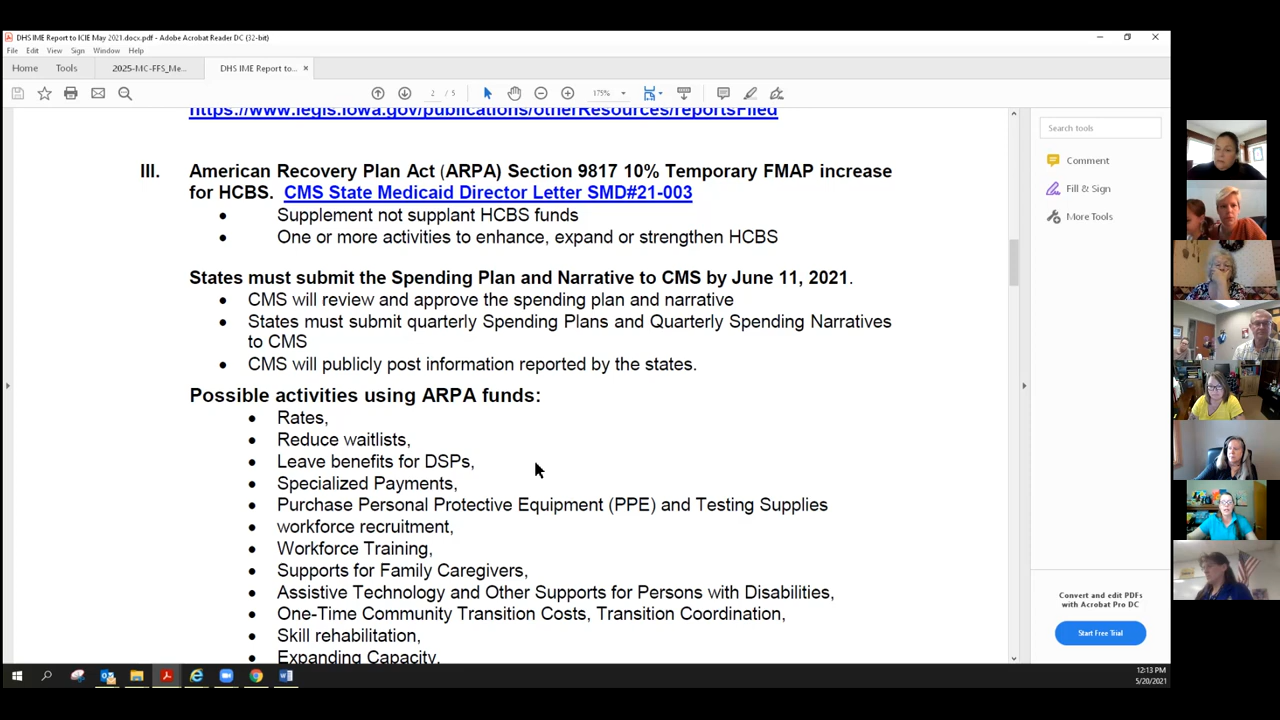 DHS IME Report to ICIE May 2021.docx.pdf - Adobe Acrobat Reader DC (32-bit)
File Edit View Sign Window Help
Home Tools 2025-MC-FFS_Me... DHS IME Report to... ×
2 / 5 175%
https://www.legis.iowa.gov/publications/otherResources/reportsFiled
III. American Recovery Plan Act (ARPA) Section 9817 10% Temporary FMAP increase
for HCBS. CMS State Medicaid Director Letter SMD#21-003
• Supplement not supplant HCBS funds
• One or more activities to enhance, expand or strengthen HCBS
States must submit the Spending Plan and Narrative to CMS by June 11, 2021.
• CMS will review and approve the spending plan and narrative
• States must submit quarterly Spending Plans and Quarterly Spending Narratives
to CMS
• CMS will publicly post information reported by the states.
Possible activities using ARPA funds:
• Rates,
• Reduce waitlists,
• Leave benefits for DSPs,
• Specialized Payments,
• Purchase Personal Protective Equipment (PPE) and Testing Supplies
• workforce recruitment,
• Workforce Training,
• Supports for Family Caregivers,
• Assistive Technology and Other Supports for Persons with Disabilities,
• One-Time Community Transition Costs, Transition Coordination,
• Skill rehabilitation,
• Expanding Capacity,
Search tools
Comment
Fill & Sign
More Tools
Convert and edit PDFs
with Acrobat Pro DC
Start Free Trial
12:13 PM
5/20/2021